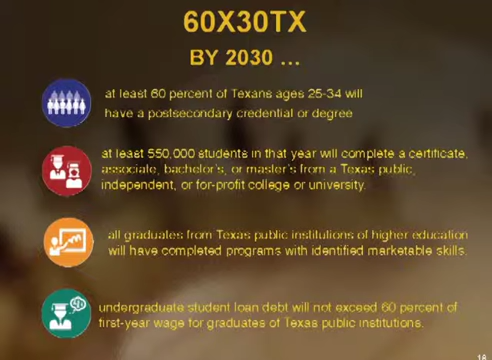 60X30TX
BY 2030 ...
at least 60 percent of Texans ages 25-34 will
have a postsecondary credential or degree
at least 550,000 students in that year will complete a certificate,
associate, bachelor's, or master's from a Texas public,
independent, or for-profit college or university.
all graduates from Texas public institutions of higher education
will have completed programs with identified marketable skills.
undergraduate student loan debt will not exceed 60 percent of
first-year wage for graduates of Texas public institutions.
18